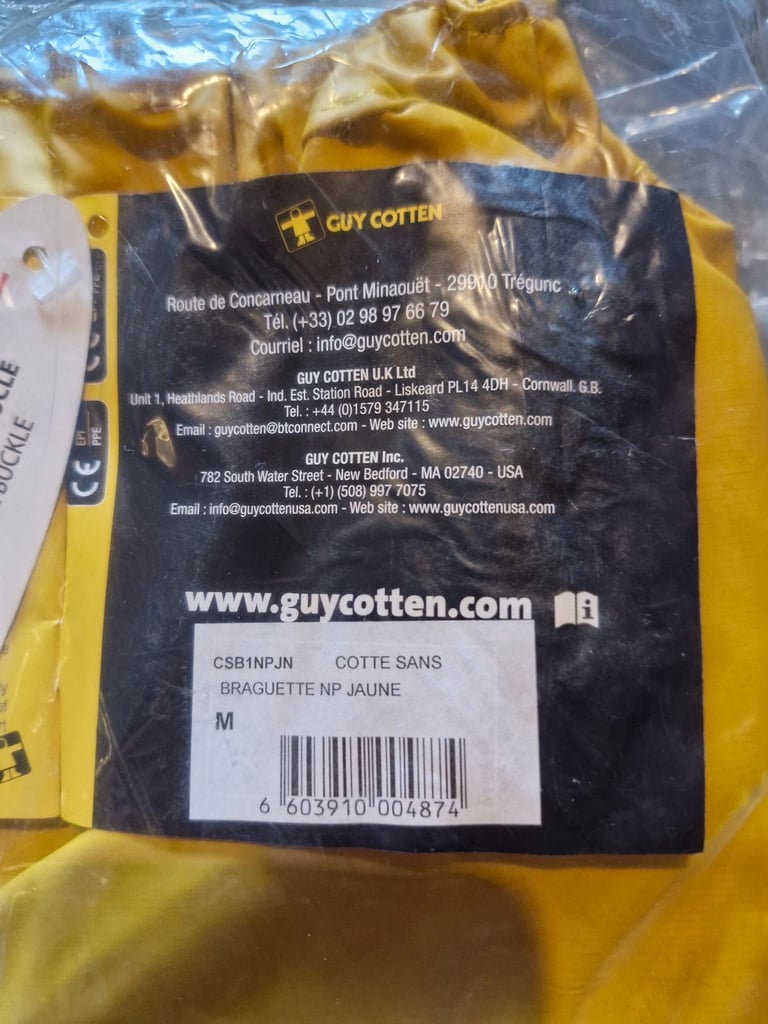 GUY COTTEN
Route de Concarneau - Pont Minaouët - 29910 Trégunc
Tél. (+33) 02 98 97 66 79
Courriel : info@guycotten.com
GUY COTTEN U.K Ltd
Unit 1, Heathlands Road - Ind. Est. Station Road - Liskeard PL14 4DH - Cornwall. G.B.
Tel. : +44 (0)1579 347115
Email : guycotten@btconnect.com - Web site : www.guycotten.com
GUY COTTEN Inc.
782 South Water Street - New Bedford - MA 02740 - USA
Tel. : (+1) (508) 997 7075
Email : info@guycottenusa.com - Web site : www.guycottenusa.com
www.guycotten.com
CSB1NPJN COTTE SANS
BRAGUETTE NP JAUNE
M
6 603910 004874
BUCKLE
CE EPI
PPE